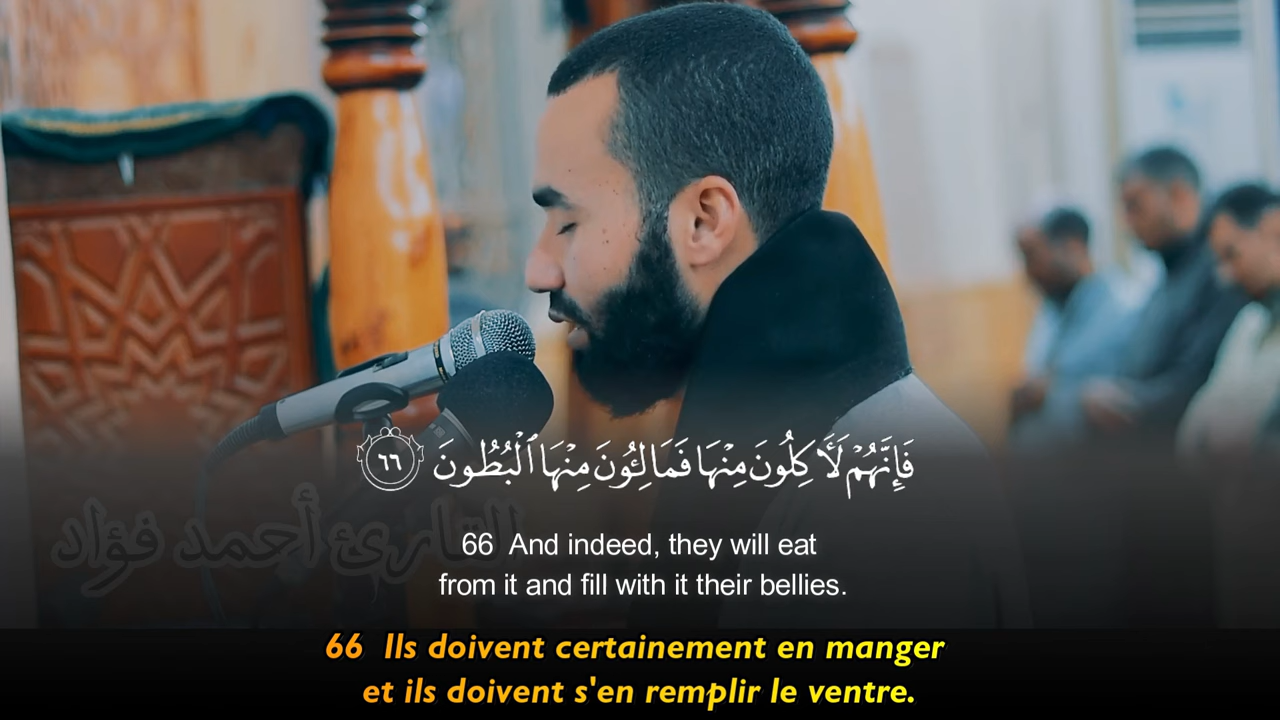 فَإِنَّهُمْ لَـَٔاكِلُونَ مِنْهَا فَمَالِـُٔونَ مِنْهَا ٱلْبُطُونَ ٦٦
القارئ أحمد فؤاد
66 And indeed, they will eat
from it and fill with it their bellies.
66 Ils doivent certainement en manger
et ils doivent s'en remplir le ventre.